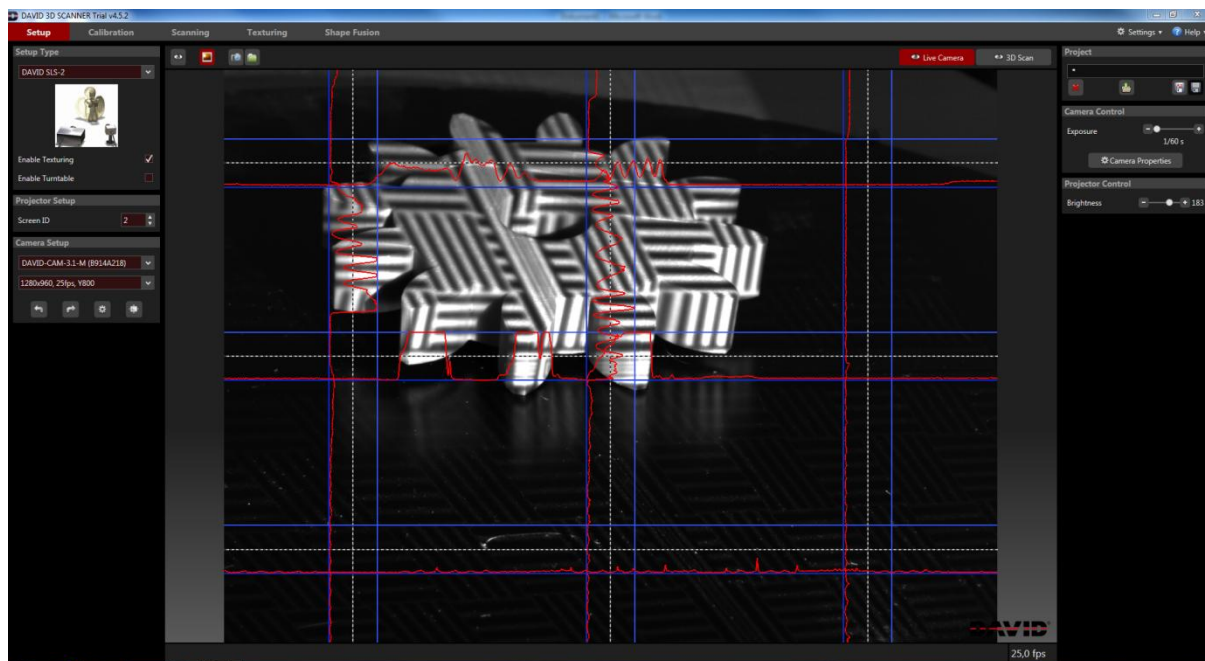 DAVID 3D SCANNER Trial v4.5.2
Setup Calibration Scanning Texturing Shape Fusion Settings Help
Setup Type
DAVID SLS-2
Enable Texturing
Enable Turntable
Projector Setup
Screen ID 2
Camera Setup
DAVID-CAM-3.1-M (B914A218)
1280x960, 25fps, Y800
Live Camera 3D Scan
Project
Camera Control
Exposure
1/60 s
Camera Properties
Projector Control
Brightness 183
DAVID
25,0 fps